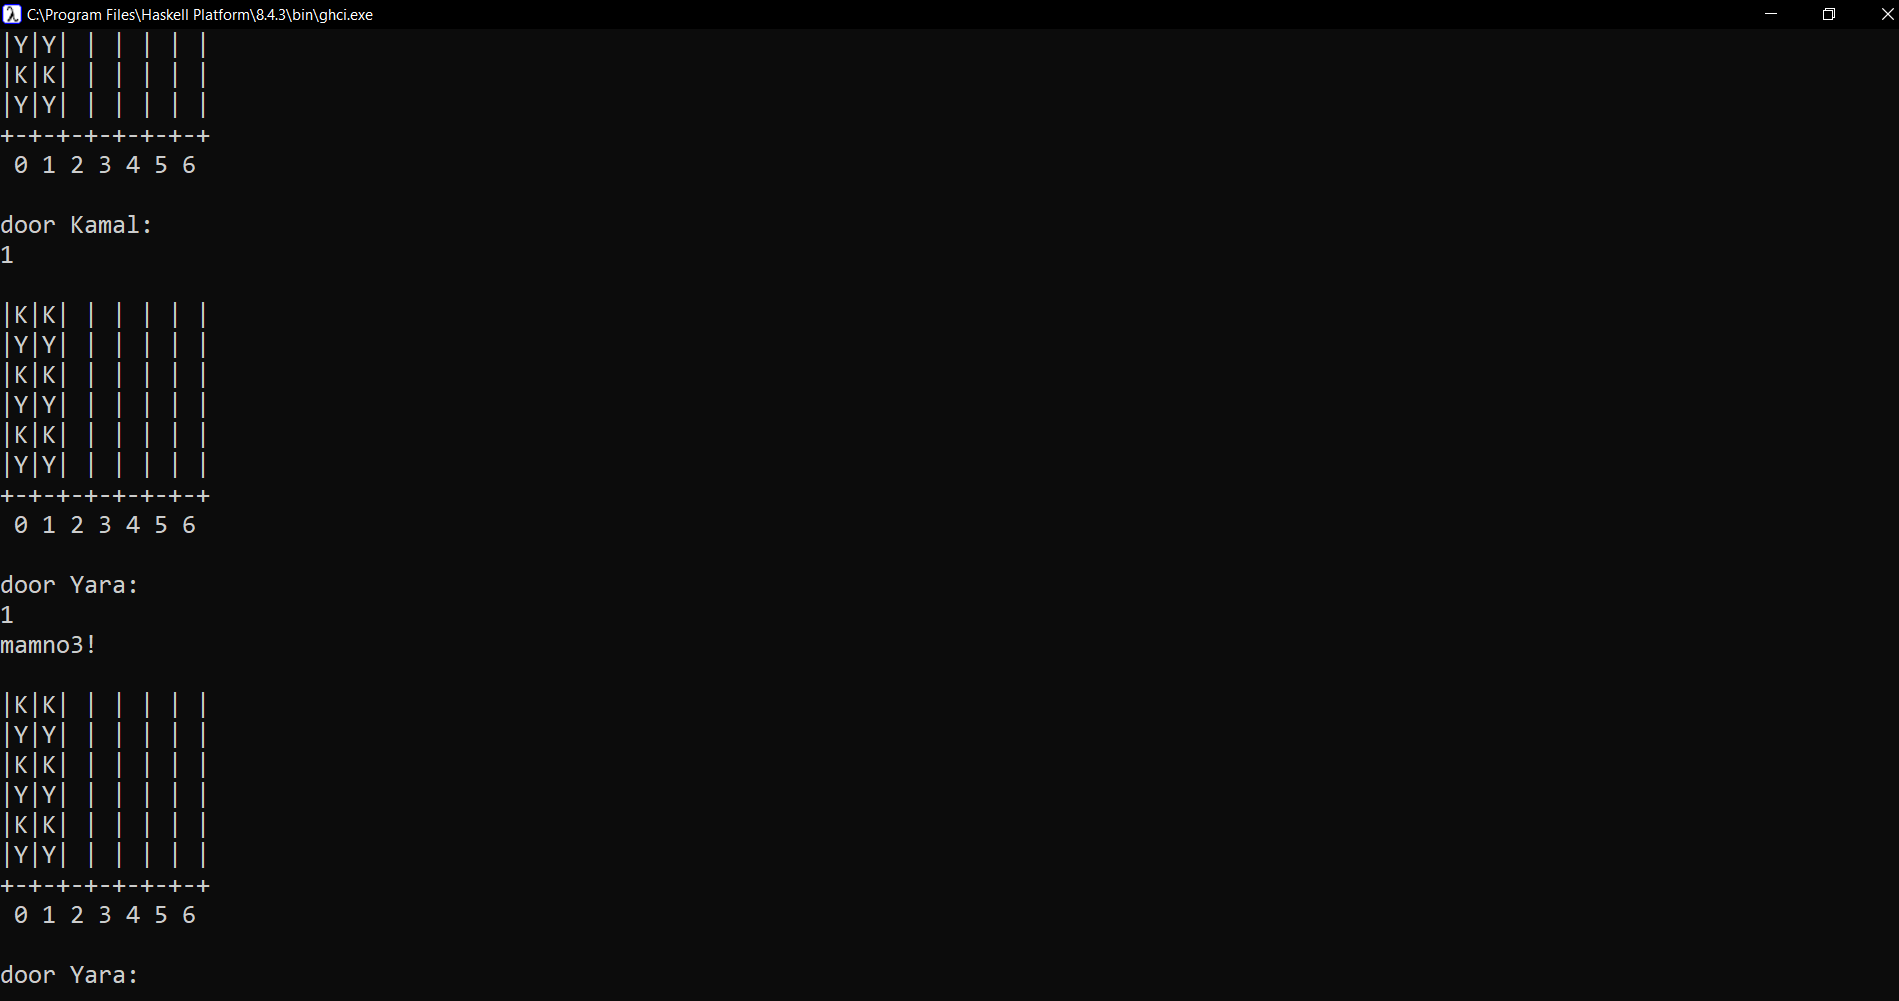 C:\Program Files\Haskell Platform\8.4.3\bin\ghci.exe
|Y|Y| | | | | |
|K|K| | | | | |
|Y|Y| | | | | |
+-+-+-+-+-+-+-+
 0 1 2 3 4 5 6
door Kamal:
1
|K|K| | | | | |
|Y|Y| | | | | |
|K|K| | | | | |
|Y|Y| | | | | |
|K|K| | | | | |
|Y|Y| | | | | |
+-+-+-+-+-+-+-+
 0 1 2 3 4 5 6
door Yara:
1
mamno3!
|K|K| | | | | |
|Y|Y| | | | | |
|K|K| | | | | |
|Y|Y| | | | | |
|K|K| | | | | |
|Y|Y| | | | | |
+-+-+-+-+-+-+-+
 0 1 2 3 4 5 6
door Yara: